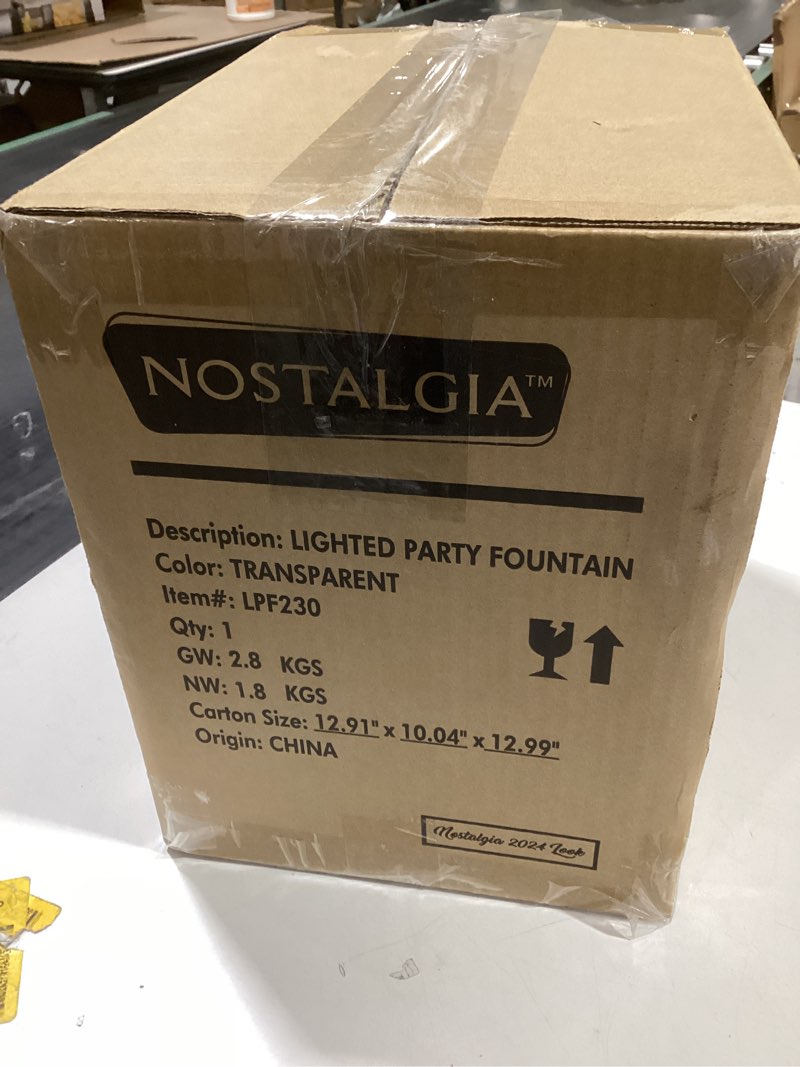 NOSTALGIA™
Description: LIGHTED PARTY FOUNTAIN
Color: TRANSPARENT
Item#: LPF230
Qty: 1
GW: 2.8 KGS
NW: 1.8 KGS
Carton Size: 12.91" x 10.04" x 12.99"
Origin: CHINA
Nostalgia 2024 Look